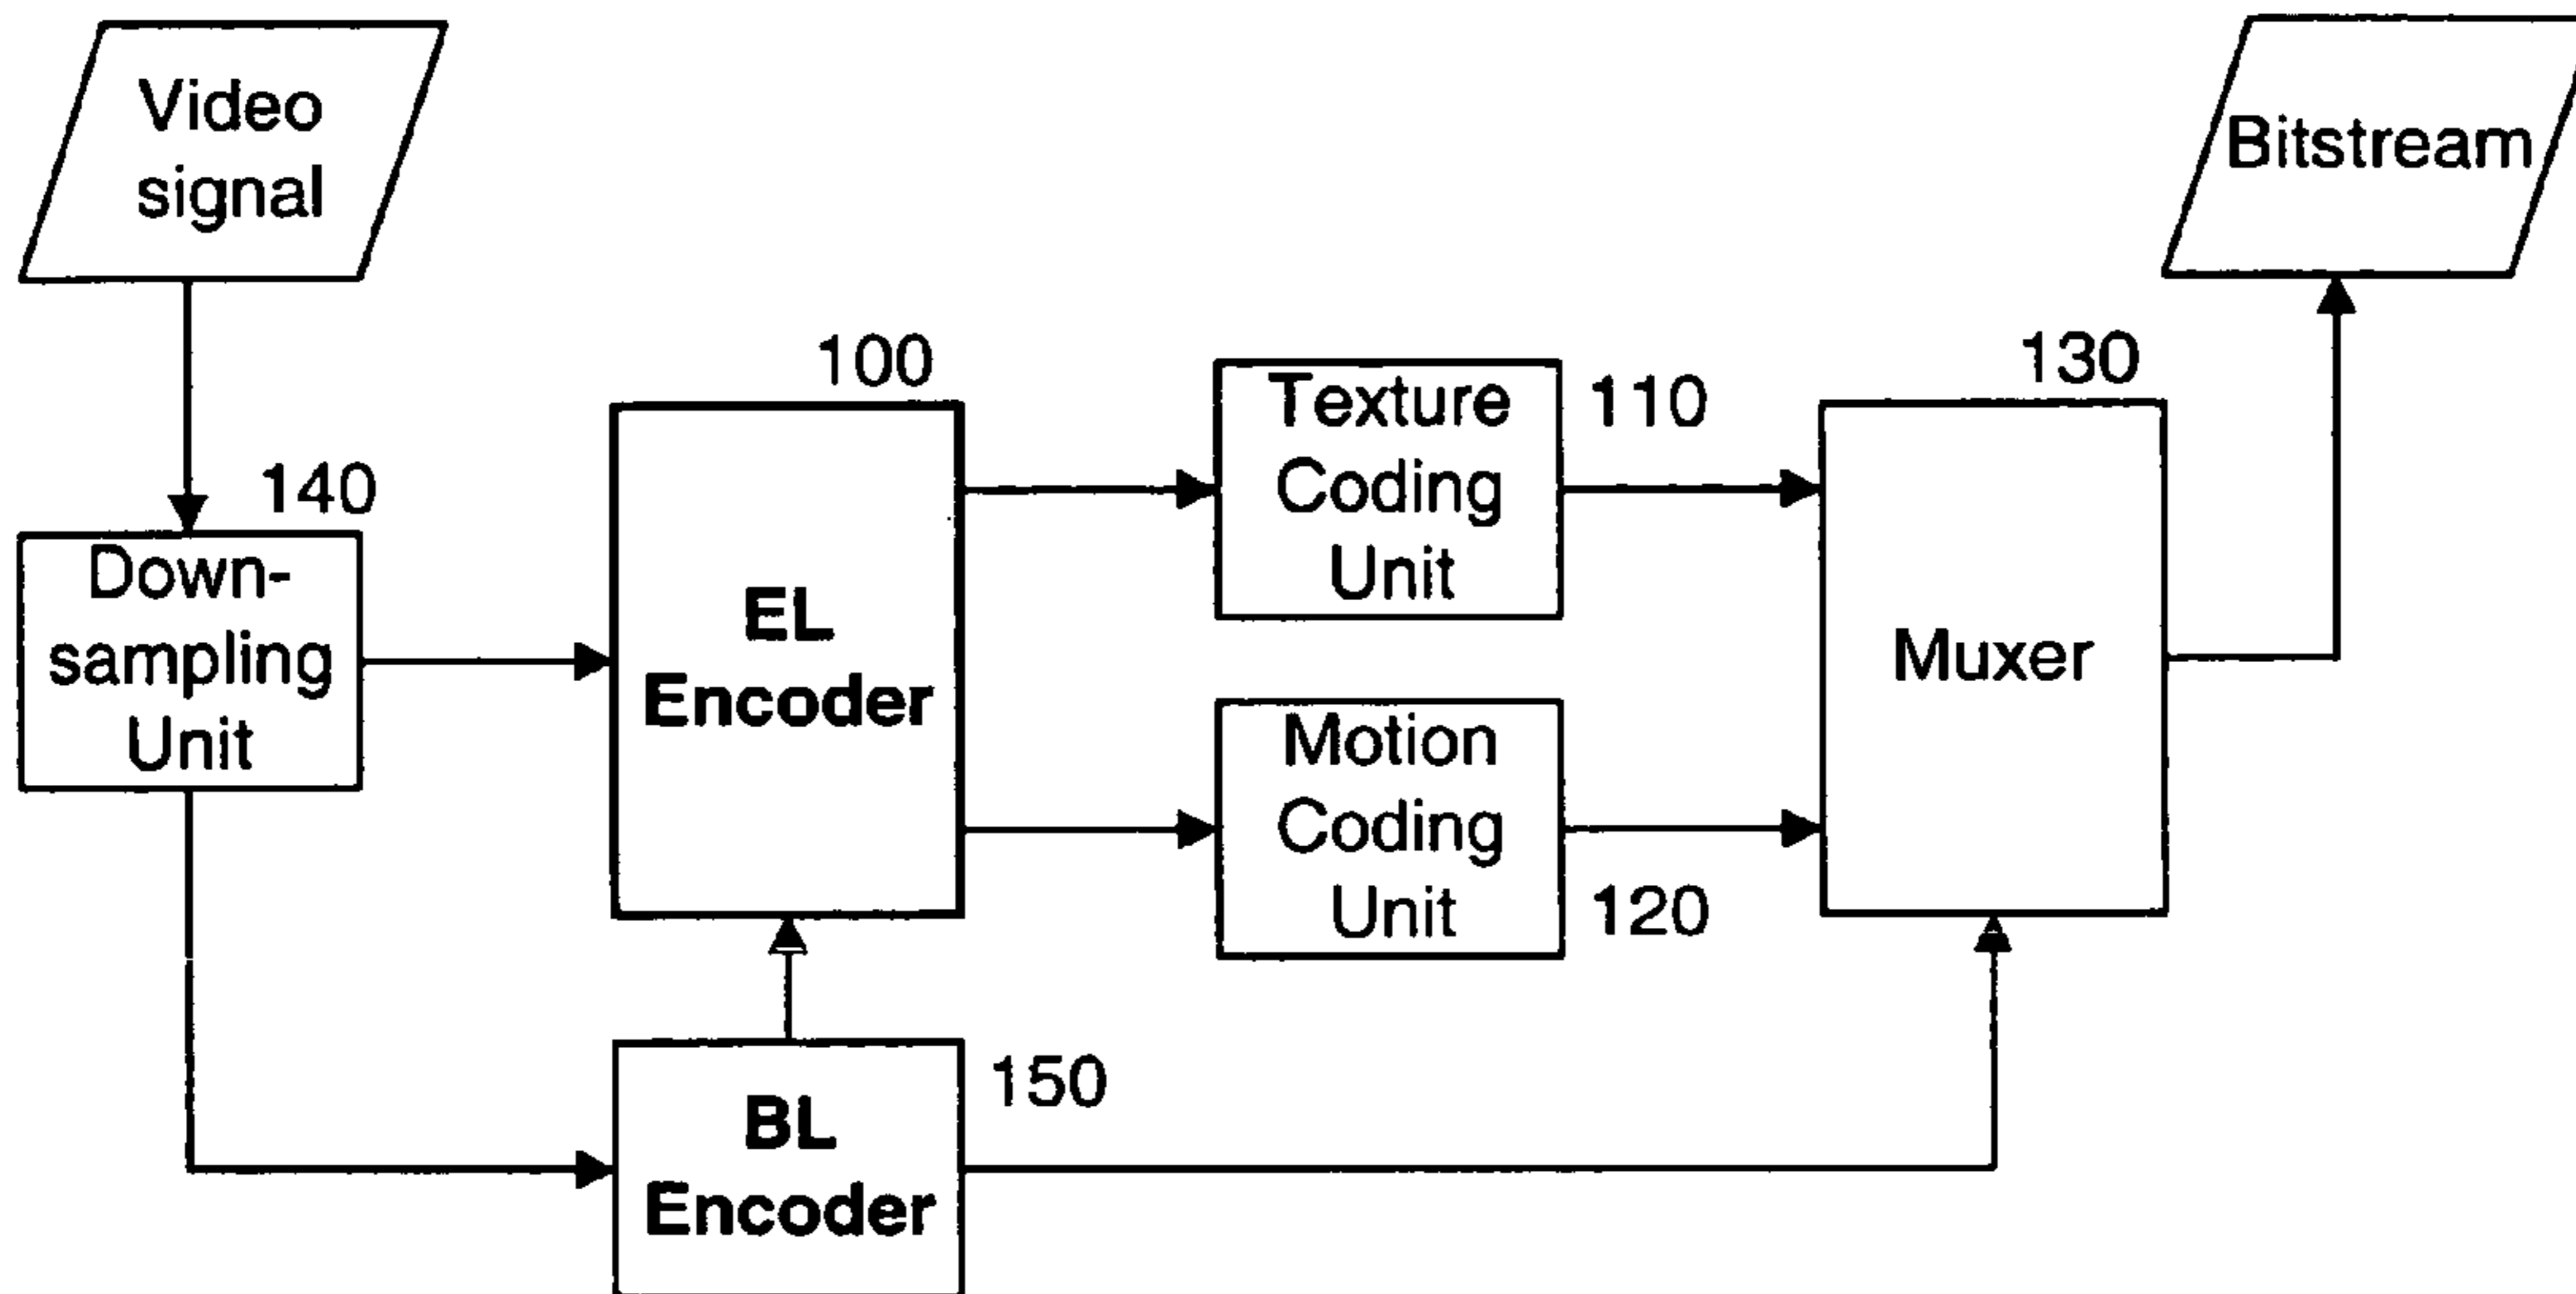 Video
signal
Bitstream
140
Down-
sampling
Unit
100
EL
Encoder
Texture
Coding
Unit
110
Motion
Coding
Unit
120
130
Muxer
BL
Encoder
150